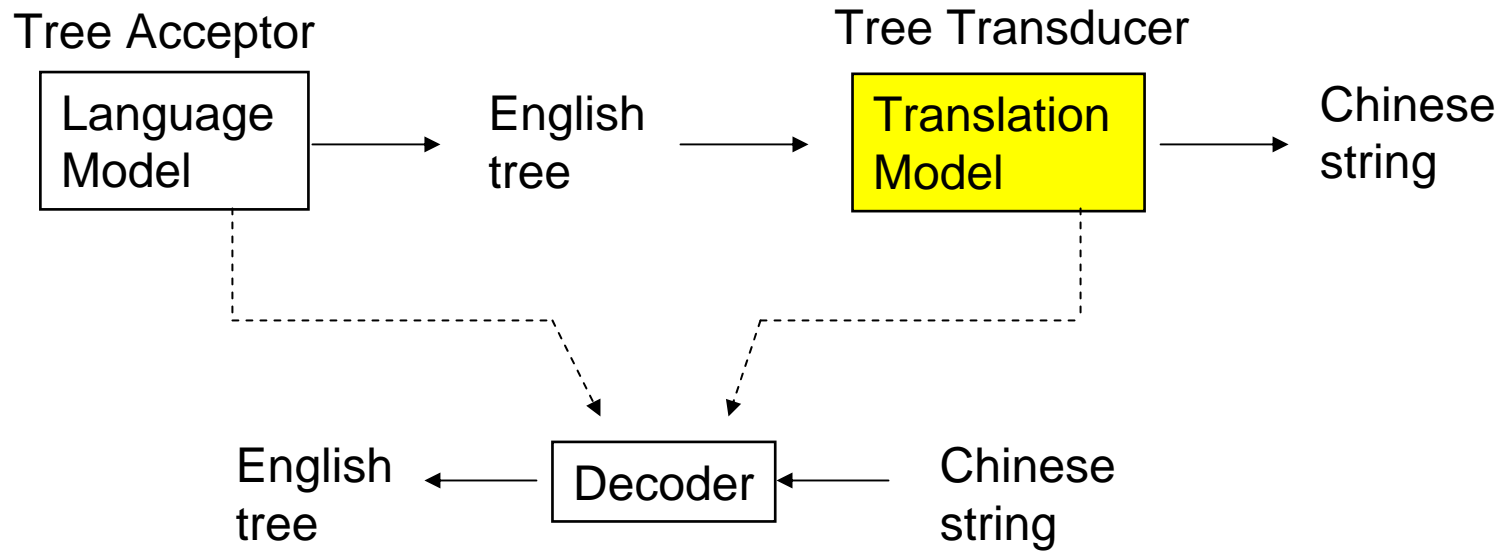 Tree Acceptor
Tree Transducer
Language
Model
English
tree
Translation
Model
Chinese
string
English
tree
Decoder
Chinese
string